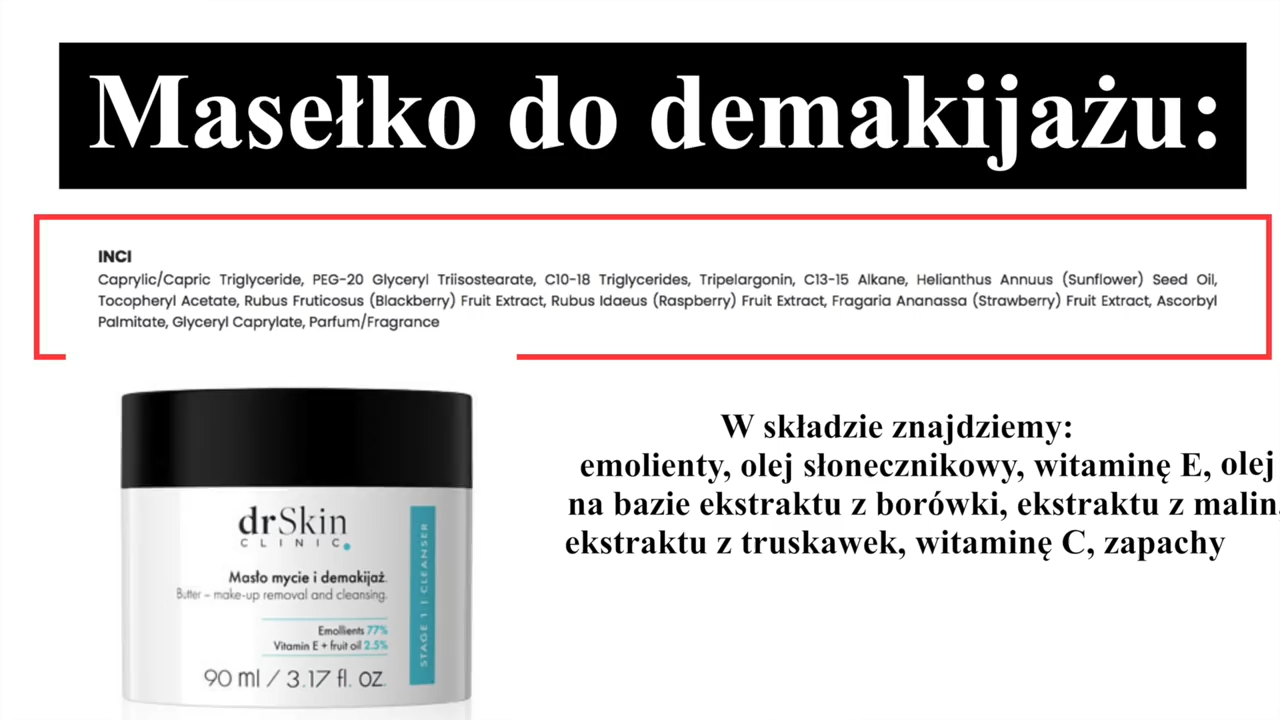 Masełko do demakijażu:
INCI
Caprylic/Capric Triglyceride, PEG-20 Glyceryl Triisostearate, C10-18 Triglycerides, Tripelargonin, C13-15 Alkane, Helianthus Annuus (Sunflower) Seed Oil,
Tocopheryl Acetate, Rubus Fruticosus (Blackberry) Fruit Extract, Rubus Idaeus (Raspberry) Fruit Extract, Fragaria Ananassa (Strawberry) Fruit Extract, Ascorbyl
Palmitate, Glyceryl Caprylate, Parfum/Fragrance
W składzie znajdziemy:
emolienty, olej słonecznikowy, witaminę E, olej
na bazie ekstraktu z borówki, ekstraktu z malin,
ekstraktu z truskawek, witaminę C, zapachy
drSkin
CLINIC.
Masło mycie i demakijaż.
Butter – make-up removal and cleansing.
Emollients 77%
Vitamin E + fruit oil 2.5%
90 ml / 3.17 fl. oz.
STAGE 1 | CLEANSER